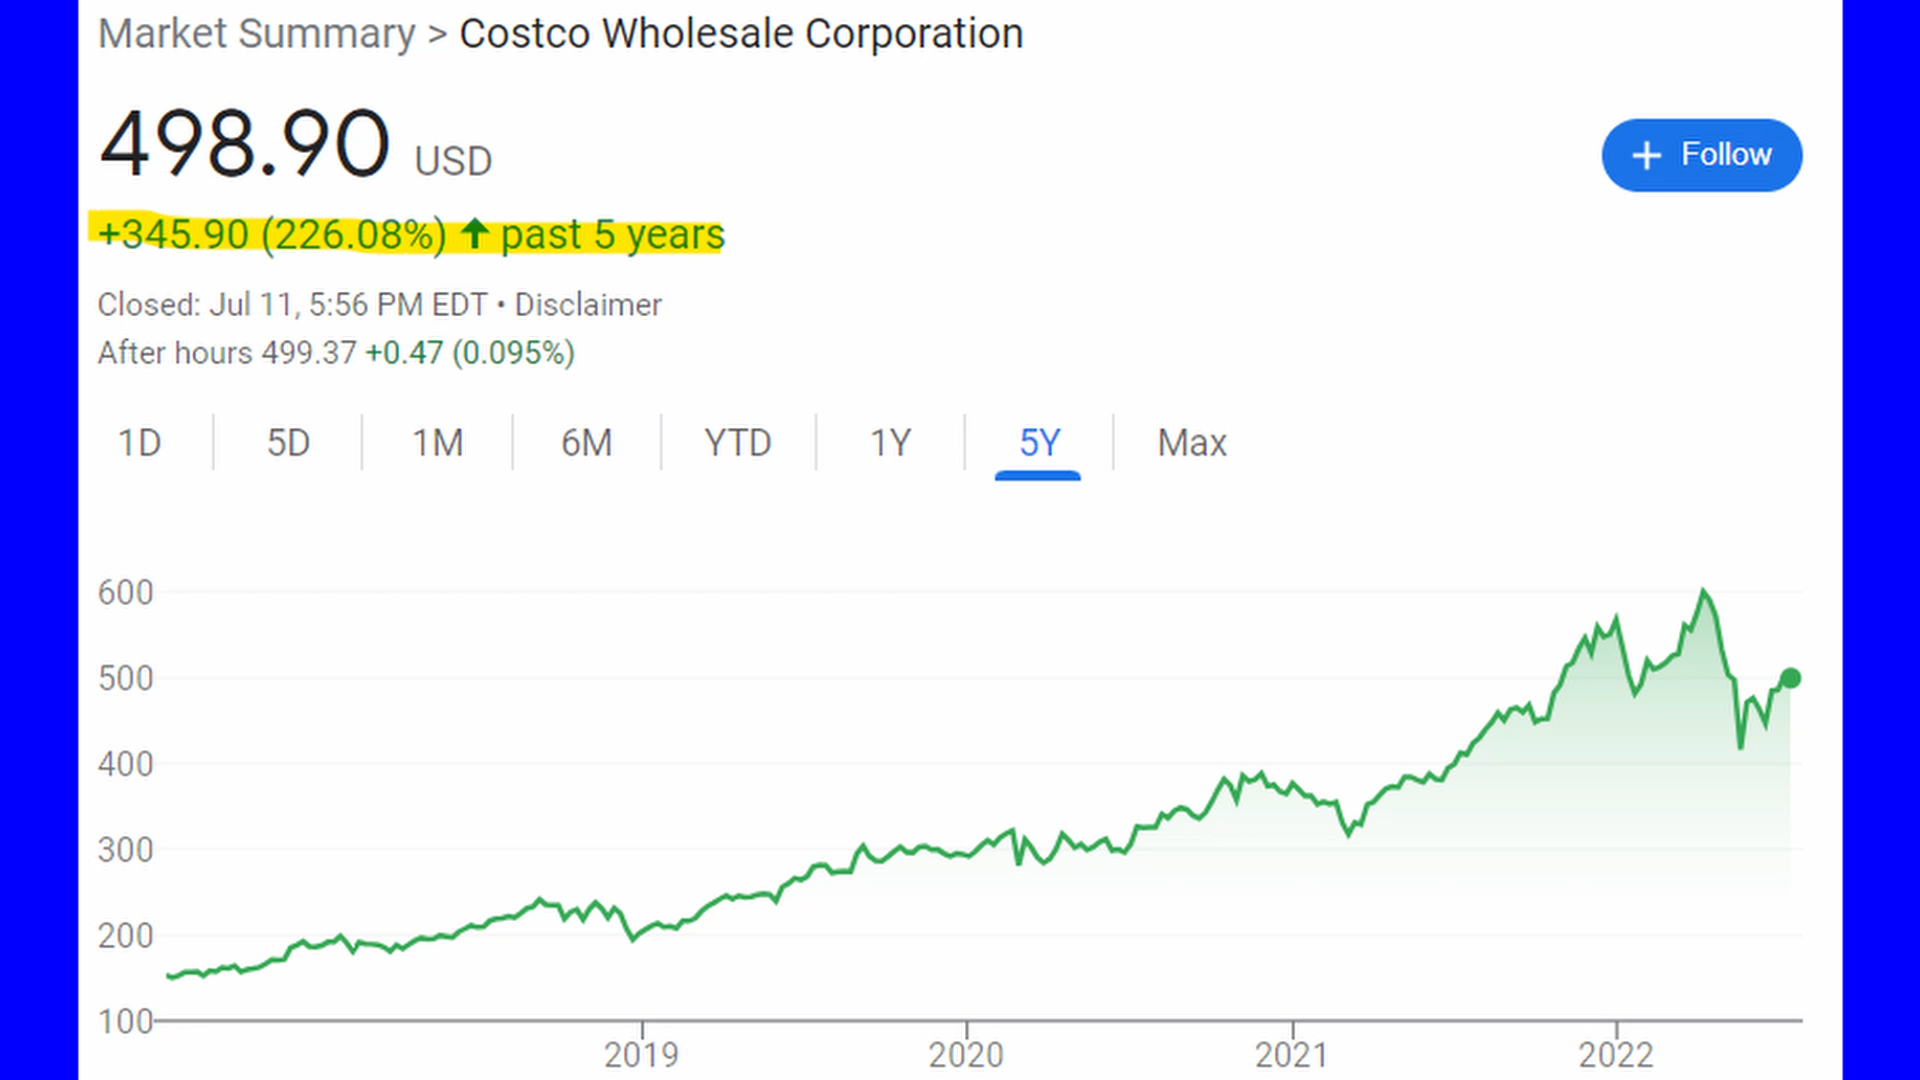 Market Summary > Costco Wholesale Corporation
498.90 USD
+ Follow
+345.90 (226.08%) ↑ past 5 years
Closed: Jul 11, 5:56 PM EDT • Disclaimer
After hours 499.37 +0.47 (0.095%)
1D 5D 1M 6M YTD 1Y 5Y Max
600
500
400
300
200
100
2019 2020 2021 2022